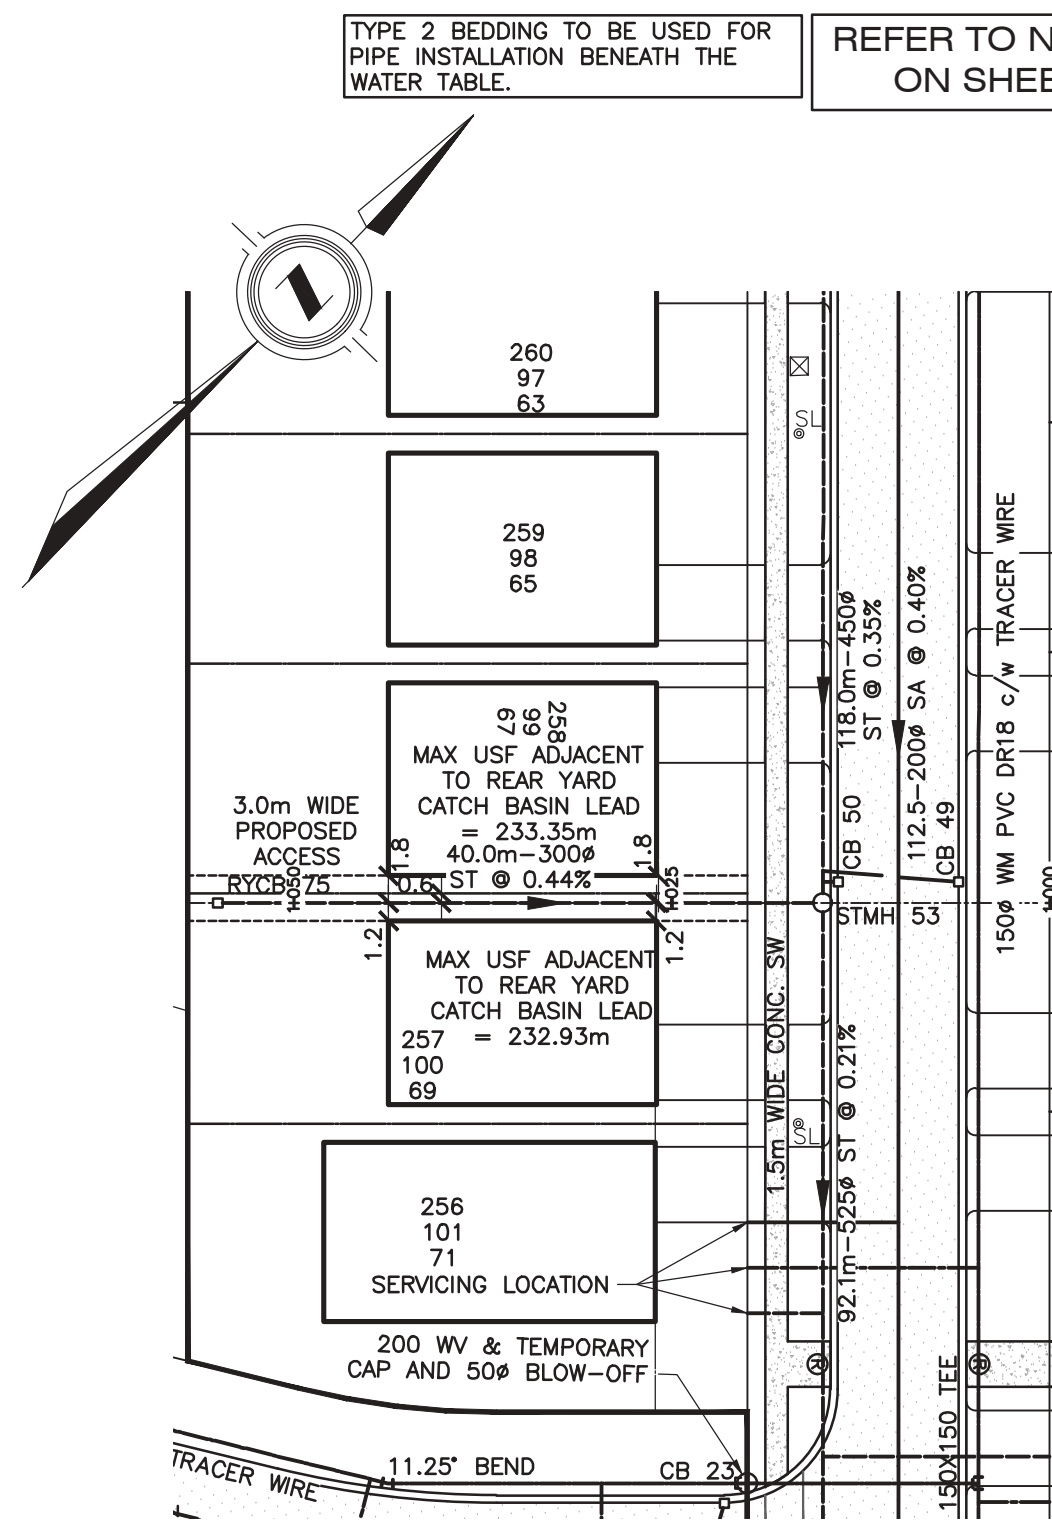 TYPE 2 BEDDING TO BE USED FOR
PIPE INSTALLATION BENEATH THE
WATER TABLE.
REFER TO N
ON SHEE
260
97
63
SL
259
98
65
150ø WM PVC DR18 c/w TRACER WIRE
118.0m-450ø
ST @ 0.35%
112.5-200ø SA @ 0.40%
258
99
67
MAX USF ADJACENT
TO REAR YARD
CATCH BASIN LEAD
= 233.35m
40.0m-300ø
ST @ 0.44%
3.0m WIDE
PROPOSED
ACCESS
RYCB 75
1050
1.8
0.6
1.8
1025
CB 50
CB 49
1000
STMH 53
1.2
1.2
MAX USF ADJACENT
TO REAR YARD
CATCH BASIN LEAD
= 232.93m
257
100
69
1.5m WIDE CONC. SW
SL
92.1m-525ø ST @ 0.21%
256
101
71
SERVICING LOCATION
200 WV & TEMPORARY
CAP AND 50ø BLOW-OFF
R
R
150X150 TEE
TRACER WIRE
11.25° BEND
CB 23